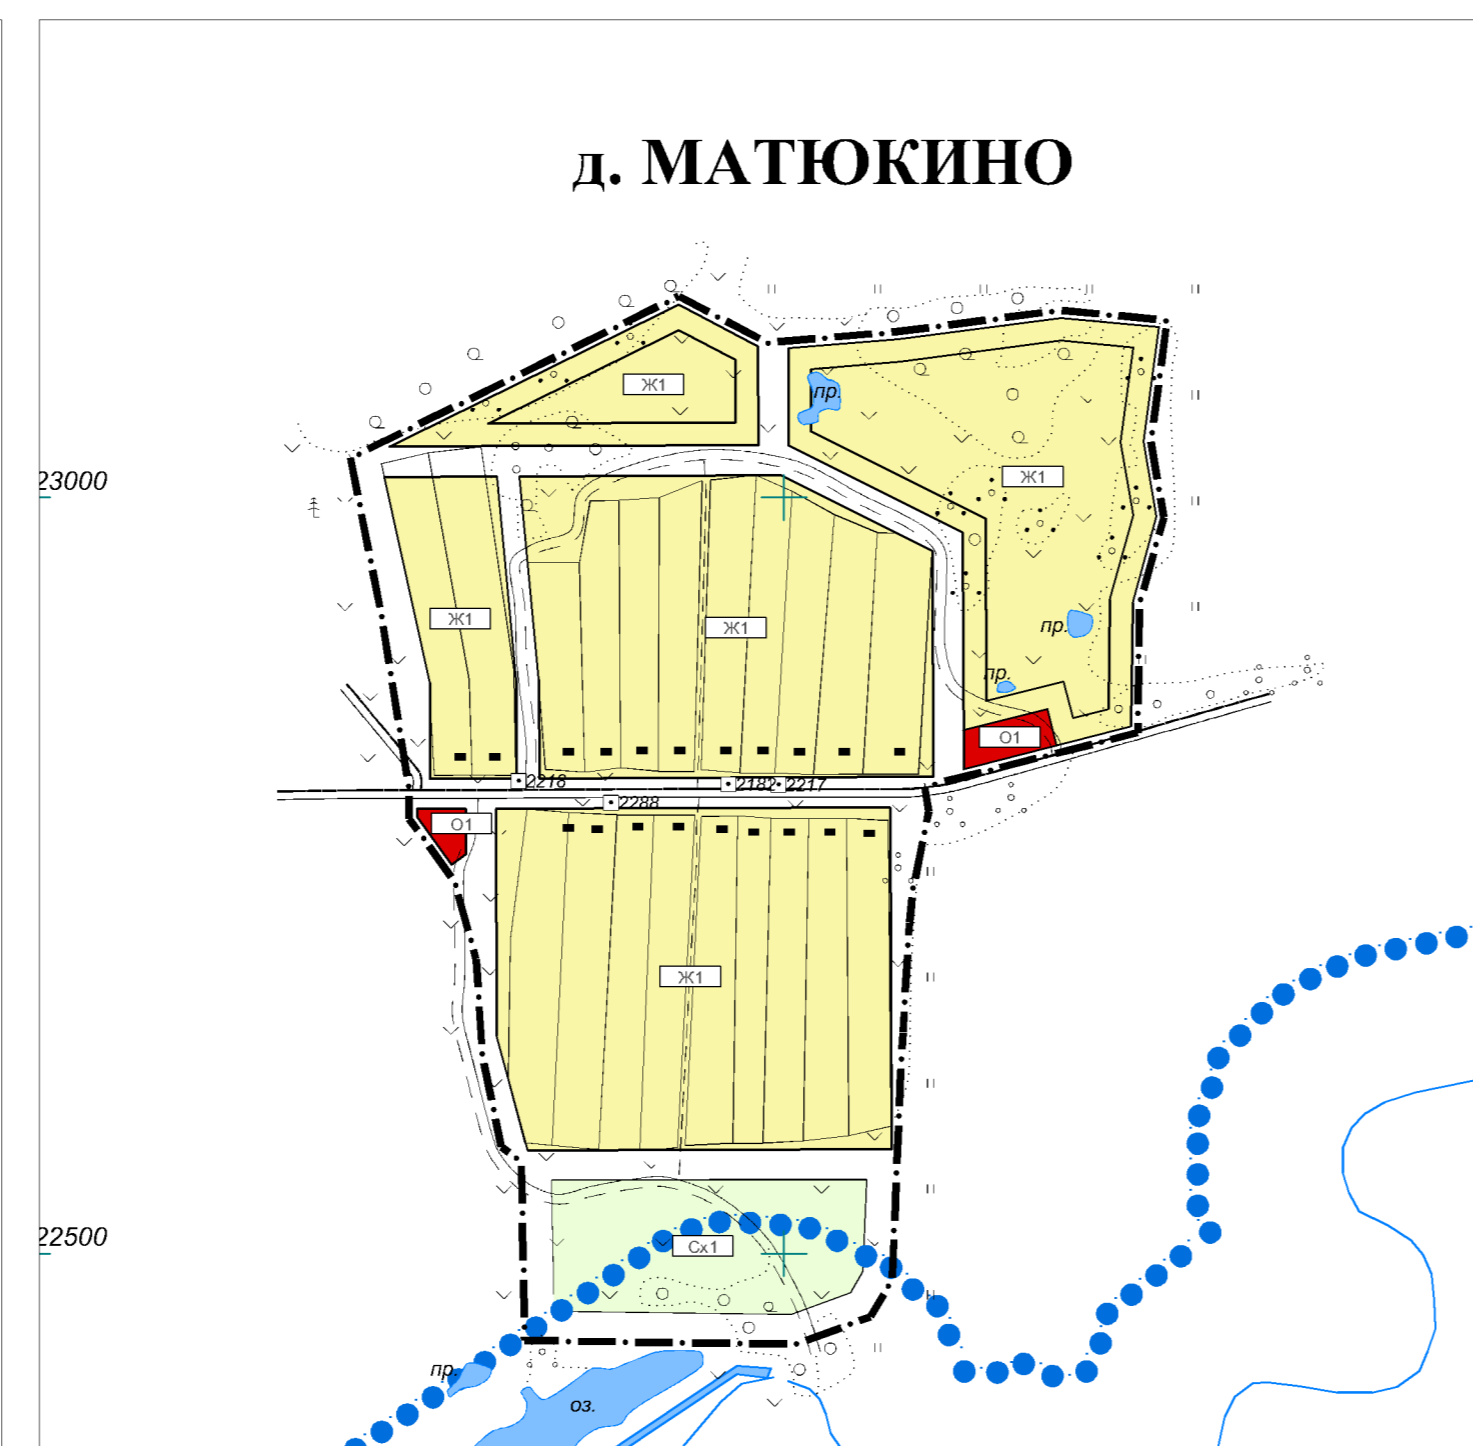 д. МАТЮКИНО
Ж1
пр.
Ж1
23000
Ж1
Ж1
пр.
пр.
О1
2218
2182
2217
2288
О1
Ж1
22500
Сх1
пр.
оз.